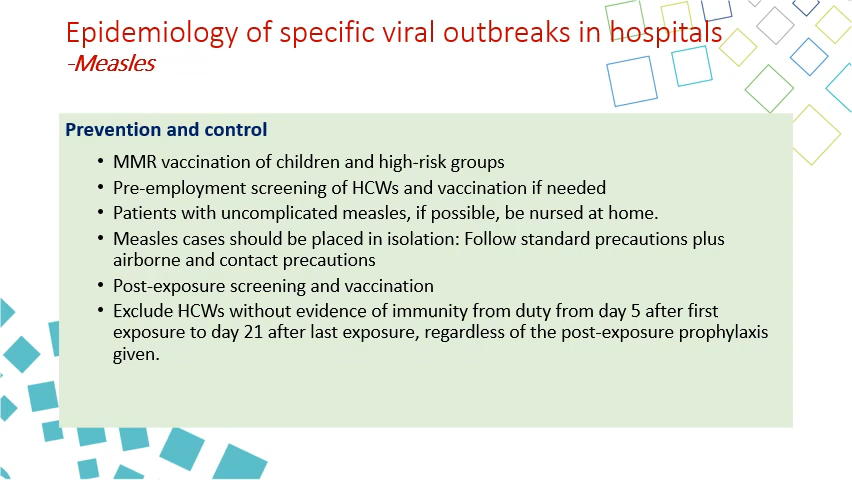 Epidemiology of specific viral outbreaks in hospitals
-Measles
Prevention and control
• MMR vaccination of children and high-risk groups
• Pre-employment screening of HCWs and vaccination if needed
• Patients with uncomplicated measles, if possible, be nursed at home.
• Measles cases should be placed in isolation: Follow standard precautions plus
airborne and contact precautions
• Post-exposure screening and vaccination
• Exclude HCWs without evidence of immunity from duty from day 5 after first
exposure to day 21 after last exposure, regardless of the post-exposure prophylaxis
given.